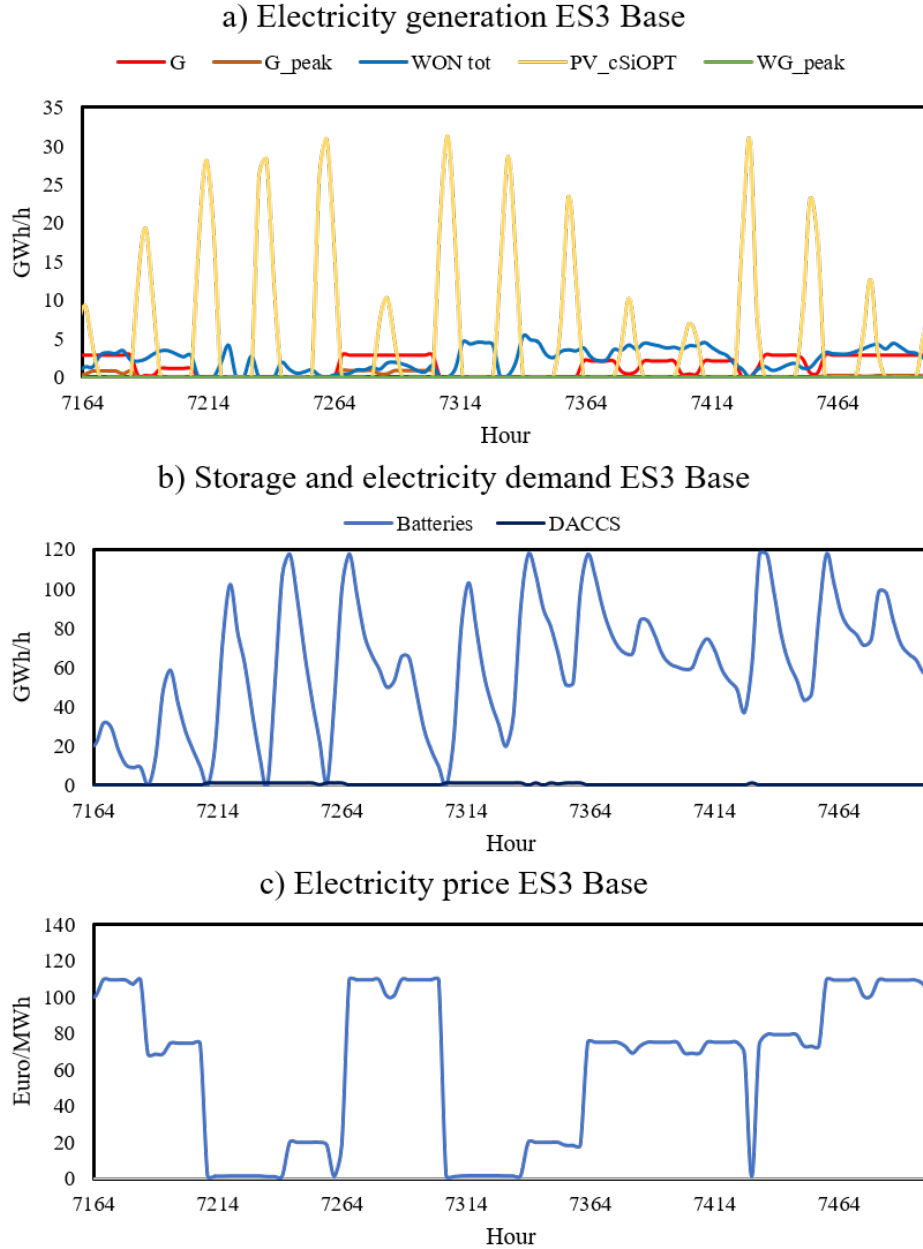 a) Electricity generation ES3 Base
G G_peak WON tot PV_cSiOPT WG_peak
35
30
25
20
15
10
5
0
GWh/h
7164 7214 7264 7314 7364 7414 7464
Hour
b) Storage and electricity demand ES3 Base
Batteries DACCS
120
100
80
60
40
20
0
GWh/h
7164 7214 7264 7314 7364 7414 7464
Hour
c) Electricity price ES3 Base
140
120
100
80
60
40
20
0
Euro/MWh
7164 7214 7264 7314 7364 7414 7464
Hour